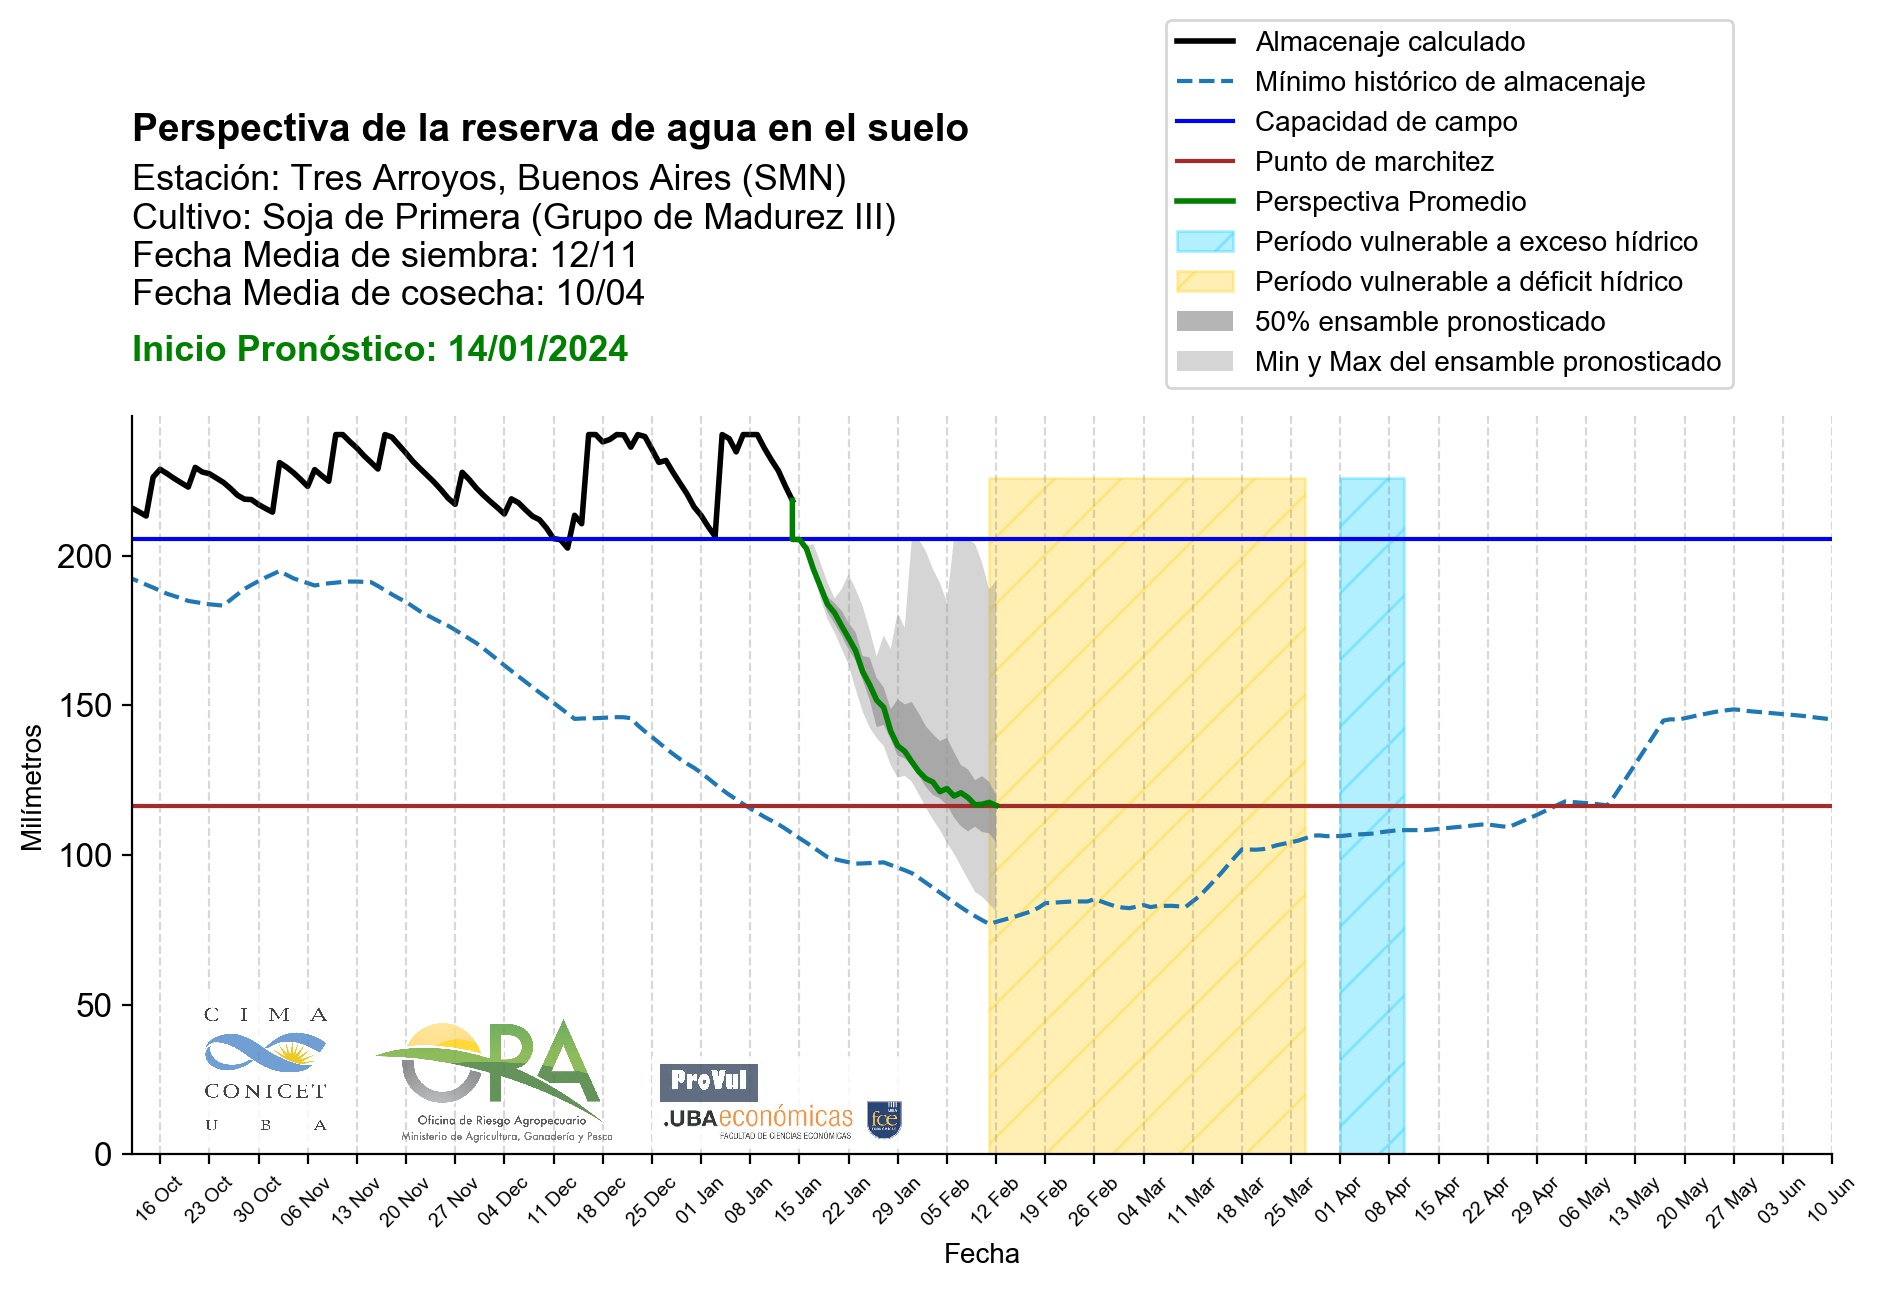 Almacenaje calculado
Mínimo histórico de almacenaje
Capacidad de campo
Punto de marchitez
Perspectiva Promedio
Período vulnerable a exceso hídrico
Período vulnerable a déficit hídrico
50% ensamble pronosticado
Min y Max del ensamble pronosticado
Perspectiva de la reserva de agua en el suelo
Estación: Tres Arroyos, Buenos Aires (SMN)
Cultivo: Soja de Primera (Grupo de Madurez III)
Fecha Media de siembra: 12/11
Fecha Media de cosecha: 10/04
Inicio Pronóstico: 14/01/2024
Milímetros
200
150
100
50
0
CIMA
CONICET
UBA
OPA
Oficina de Riesgo Agropecuario
Ministerio de Agricultura, Ganadería y Pesca
ProVul
.UBAeconómicas
FACULTAD DE CIENCIAS ECONÓMICAS
fce
16 Oct
23 Oct
30 Oct
06 Nov
13 Nov
20 Nov
27 Nov
04 Dec
11 Dec
18 Dec
25 Dec
01 Jan
08 Jan
15 Jan
22 Jan
29 Jan
05 Feb
12 Feb
19 Feb
26 Feb
04 Mar
11 Mar
18 Mar
25 Mar
01 Apr
08 Apr
15 Apr
22 Apr
29 Apr
06 May
13 May
20 May
27 May
03 Jun
10 Jun
Fecha